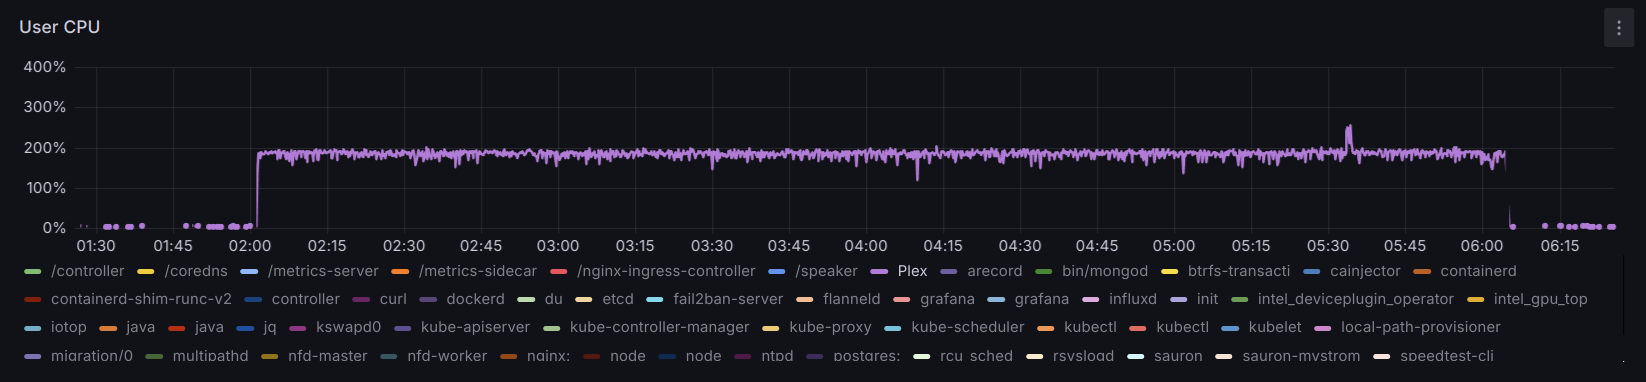 User CPU
400%
300%
200%
100%
0%
01:30 01:45 02:00 02:15 02:30 02:45 03:00 03:15 03:30 03:45 04:00 04:15 04:30 04:45 05:00 05:15 05:30 05:45 06:00 06:15
/controller /coredns /metrics-server /metrics-sidecar /nginx-ingress-controller /speaker Plex arecord bin/mongod btrfs-transacti cainjector containerd
containerd-shim-runc-v2 controller curl dockerd du etcd fail2ban-server flanneld grafana grafana influxd init intel_deviceplugin_operator intel_gpu_top
iotop java java jq kswapd0 kube-apiserver kube-controller-manager kube-proxy kube-scheduler kubectl kubectl kubelet local-path-provisioner
migration/0 multipathd nfd-master nfd-worker nginx: node node ntpd postgres: rcu_sched rsyslogd sauron sauron-mystrom speedtest-cli